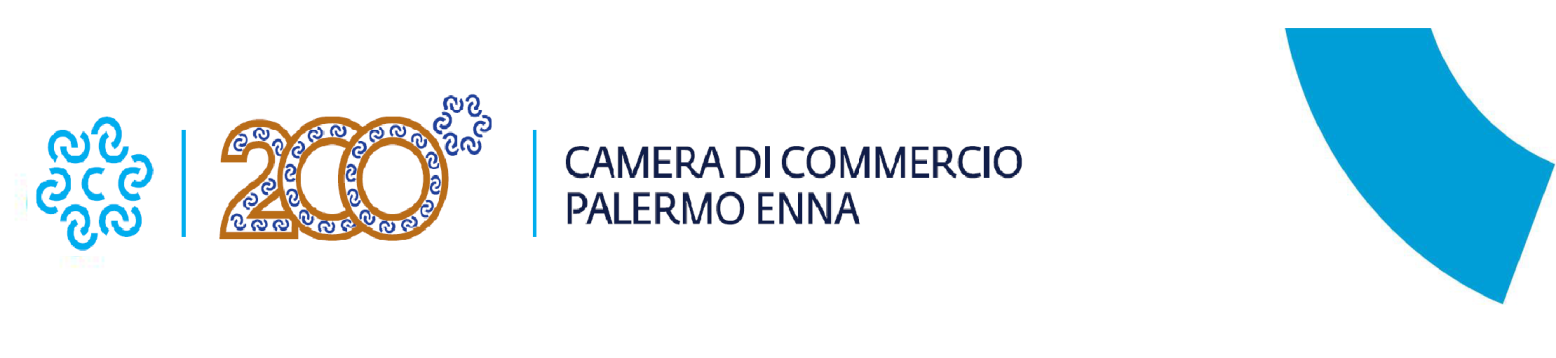 200°
CAMERA DI COMMERCIO
PALERMO ENNA